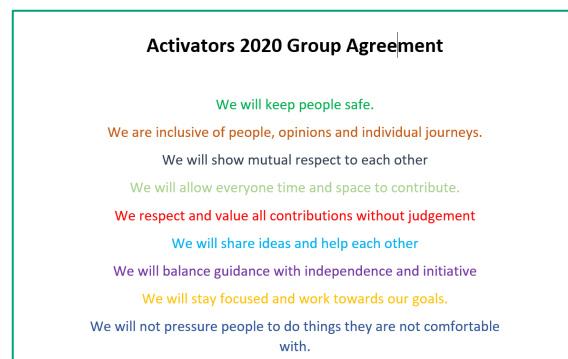 Activators 2020 Group Agreement
We will keep people safe.
We are inclusive of people, opinions and individual journeys.
We will show mutual respect to each other
We will allow everyone time and space to contribute.
We respect and value all contributions without judgement
We will share ideas and help each other
We will balance guidance with independence and initiative
We will stay focused and work towards our goals.
We will not pressure people to do things they are not comfortable
with.